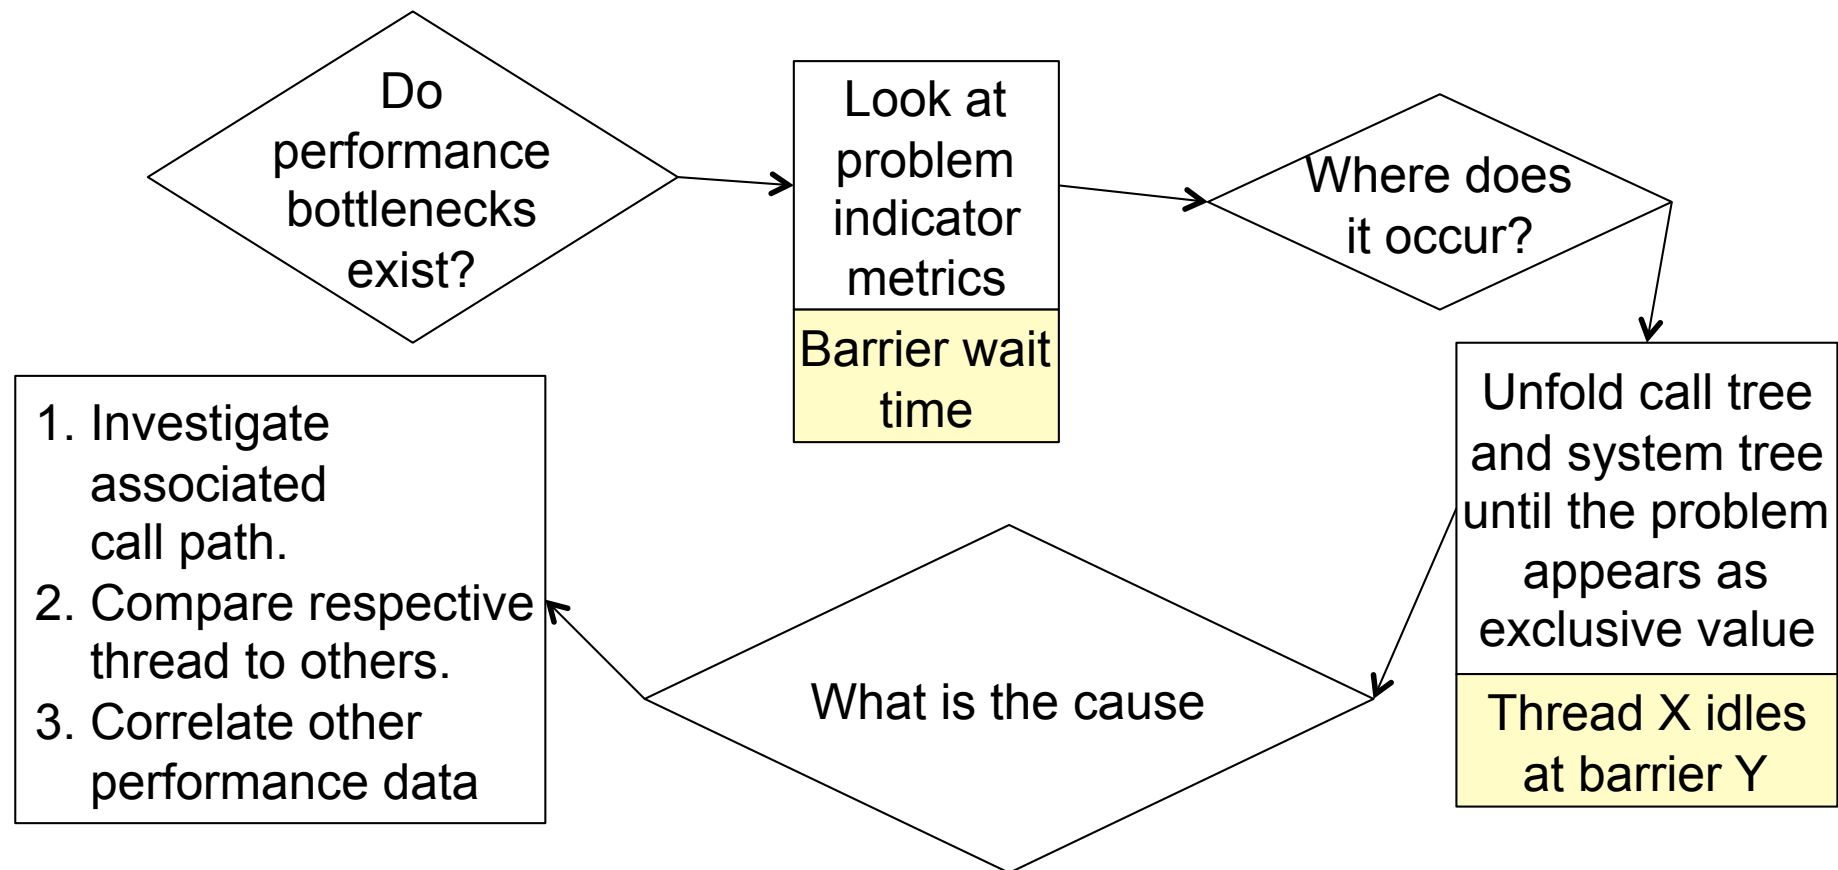 Do
performance
bottlenecks
exist?
Look at
problem
indicator
metrics
Barrier wait
time
Where does
it occur?
Unfold call tree
and system tree
until the problem
appears as
exclusive value
Thread X idles
at barrier Y
What is the cause
1. Investigate
associated
call path.
2. Compare respective
thread to others.
3. Correlate other
performance data